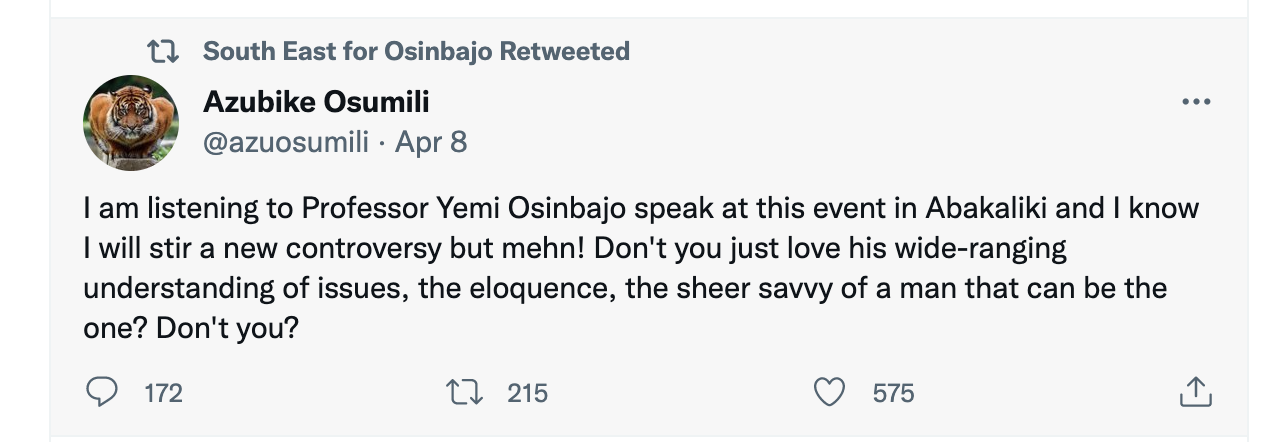 South East for Osinbajo Retweeted
Azubike Osumili
@azuosumili · Apr 8
I am listening to Professor Yemi Osinbajo speak at this event in Abakaliki and I know
I will stir a new controversy but mehn! Don't you just love his wide-ranging
understanding of issues, the eloquence, the sheer savvy of a man that can be the
one? Don't you?
172 215 575